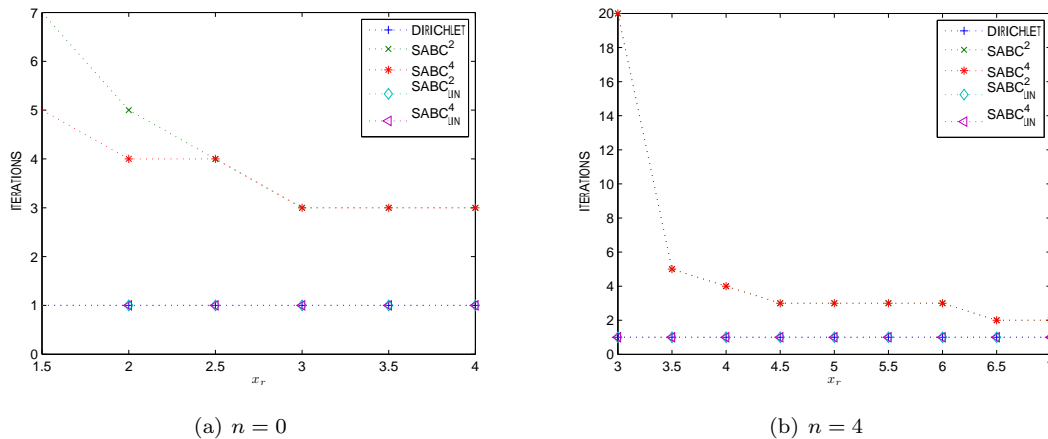 7
6
5
4
3
2
1
0
ITERATIONS
1.5 2 2.5 3 3.5 4
x_r
DIRICHLET
SABC^2
SABC^4
SABC^2_LIN
SABC^4_LIN
(a) n = 0
20
18
16
14
12
10
8
6
4
2
0
ITERATIONS
3 3.5 4 4.5 5 5.5 6 6.5
x_r
DIRICHLET
SABC^2
SABC^4
SABC^2_LIN
SABC^4_LIN
(b) n = 4